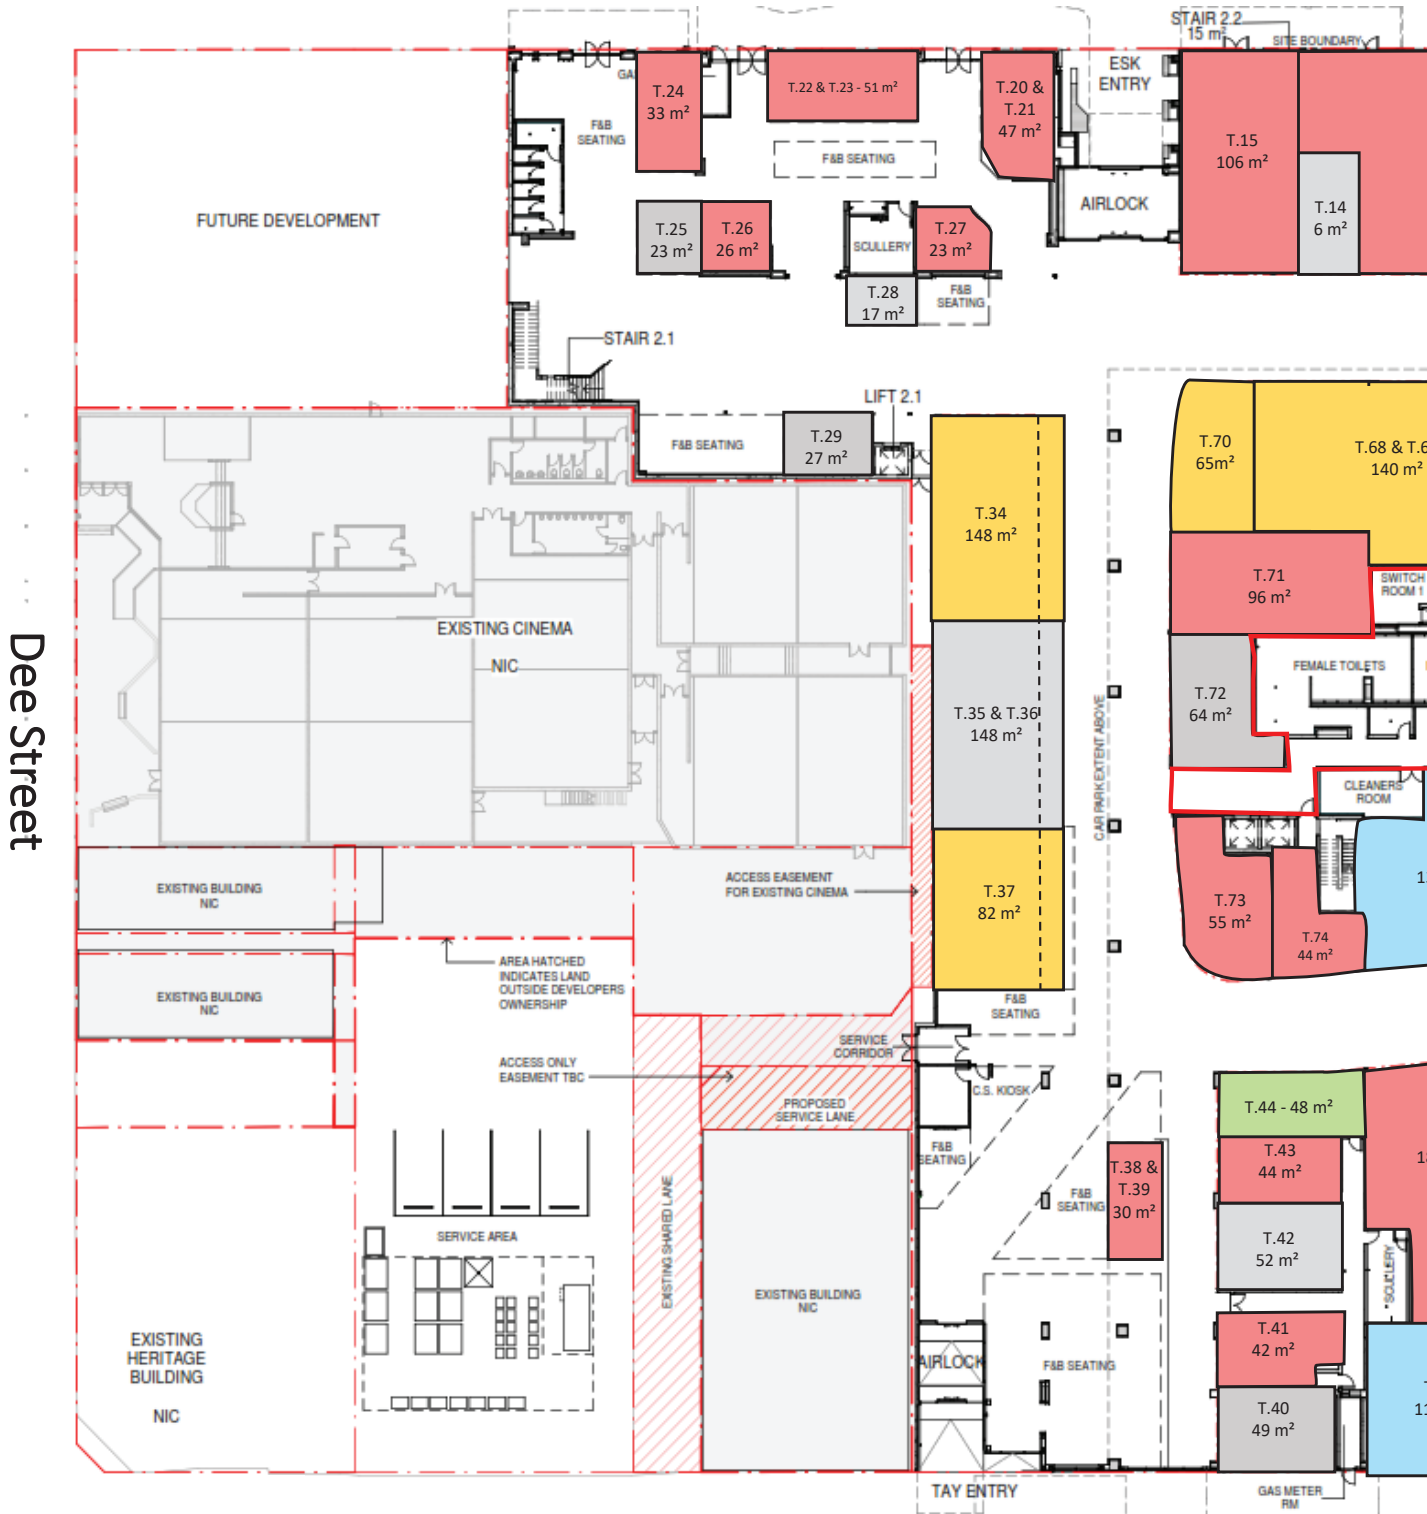 STAIR 2.2
15 m²
SITE BOUNDARY
ESK
ENTRY
T.24
33 m²
T.22 & T.23 - 51 m²
T.20 &
T.21
47 m²
T.15
106 m²
F&B
SEATING
F&B SEATING
AIRLOCK
T.14
6 m²
FUTURE DEVELOPMENT
T.25
23 m²
T.26
26 m²
SCULLERY
T.27
23 m²
T.28
17 m²
F&B
SEATING
STAIR 2.1
LIFT 2.1
F&B SEATING
T.29
27 m²
T.70
65m²
T.68 & T.6
140 m²
T.34
148 m²
T.71
96 m²
SWITCH
ROOM 1
EXISTING CINEMA
NIC
FEMALE TOILETS
T.72
64 m²
T.35 & T.36
148 m²
CAR PARK EXTENT ABOVE
CLEANERS
ROOM
Dee Street
EXISTING BUILDING
NIC
ACCESS EASEMENT
FOR EXISTING CINEMA
T.37
82 m²
T.73
55 m²
T.74
44 m²
AREA HATCHED
INDICATES LAND
OUTSIDE DEVELOPERS
OWNERSHIP
EXISTING BUILDING
NIC
F&B
SEATING
SERVICE
CORRIDOR
ACCESS ONLY
EASEMENT TBC
C.S. KIOSK
PROPOSED
SERVICE LANE
T.44 - 48 m²
F&B
SEATING
T.43
44 m²
T.38 &
T.39
30 m²
F&B
SEATING
EXISTING SHARED LANE
SERVICE AREA
T.42
52 m²
SCULLERY
EXISTING BUILDING
NIC
EXISTING
HERITAGE
BUILDING
NIC
T.41
42 m²
AIRLOCK
F&B SEATING
T.40
49 m²
TAY ENTRY
GAS METER
RM